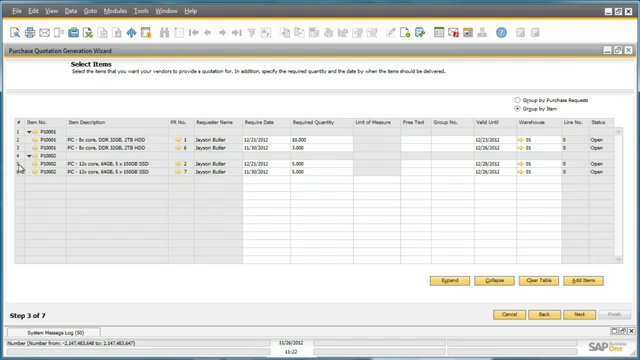 File Edit View Data Goto Modules Tools Window Help
Purchase Quotation Generation Wizard
Select Items
Select the items that you want your vendors to provide a quotation for. In addition, specify the required quantity and the date by when the items should be delivered.
Group by Purchase Requests
Group by Item
# Item No. Item Description PR No. Requester Name Require Date Required Quantity Unit of Measure Free Text Group No. Valid Until Warehouse Line No. Status
1 P10001
2 P10001 PC - 8x core, DDR 32GB, 2TB HDD 1 Jayson Butler 12/21/2012 10.000 12/23/2012 01 0 Open
3 P10001 PC - 8x core, DDR 32GB, 2TB HDD 6 Jayson Butler 11/30/2012 3.000 12/26/2012 01 0 Open
4 P10002
5 P10002 PC - 12x core, 64GB, 5 x 150GB SSD 2 Jayson Butler 12/21/2012 5.000 12/28/2012 01 0 Open
P10002 PC - 12x core, 64GB, 5 x 150GB SSD 7 Jayson Butler 11/30/2012 5.000 12/26/2012 01 0 Open
Expand Collapse Clear Table Add Items
Step 3 of 7
Cancel Back Next Finish
System Message Log (50)
Number (Number from: -2,147,483,648 to: 2,147,483,647)
11/26/2012
11:22
SAP Business One